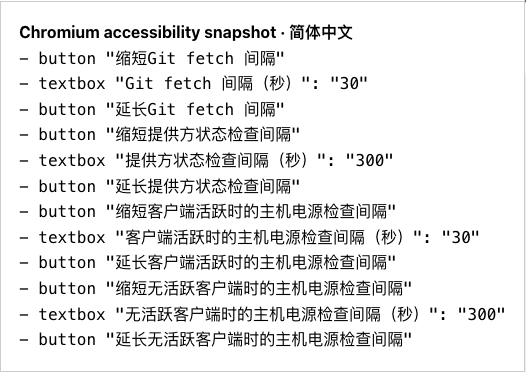 Chromium accessibility snapshot · 简体中文
– button "缩短Git fetch 间隔"
– textbox "Git fetch 间隔（秒）": "30"
– button "延长Git fetch 间隔"
– button "缩短提供方状态检查间隔"
– textbox "提供方状态检查间隔（秒）": "300"
– button "延长提供方状态检查间隔"
– button "缩短客户端活跃时的主机电源检查间隔"
– textbox "客户端活跃时的主机电源检查间隔（秒）": "30"
– button "延长客户端活跃时的主机电源检查间隔"
– button "缩短无活跃客户端时的主机电源检查间隔"
– textbox "无活跃客户端时的主机电源检查间隔（秒）": "300"
– button "延长无活跃客户端时的主机电源检查间隔"